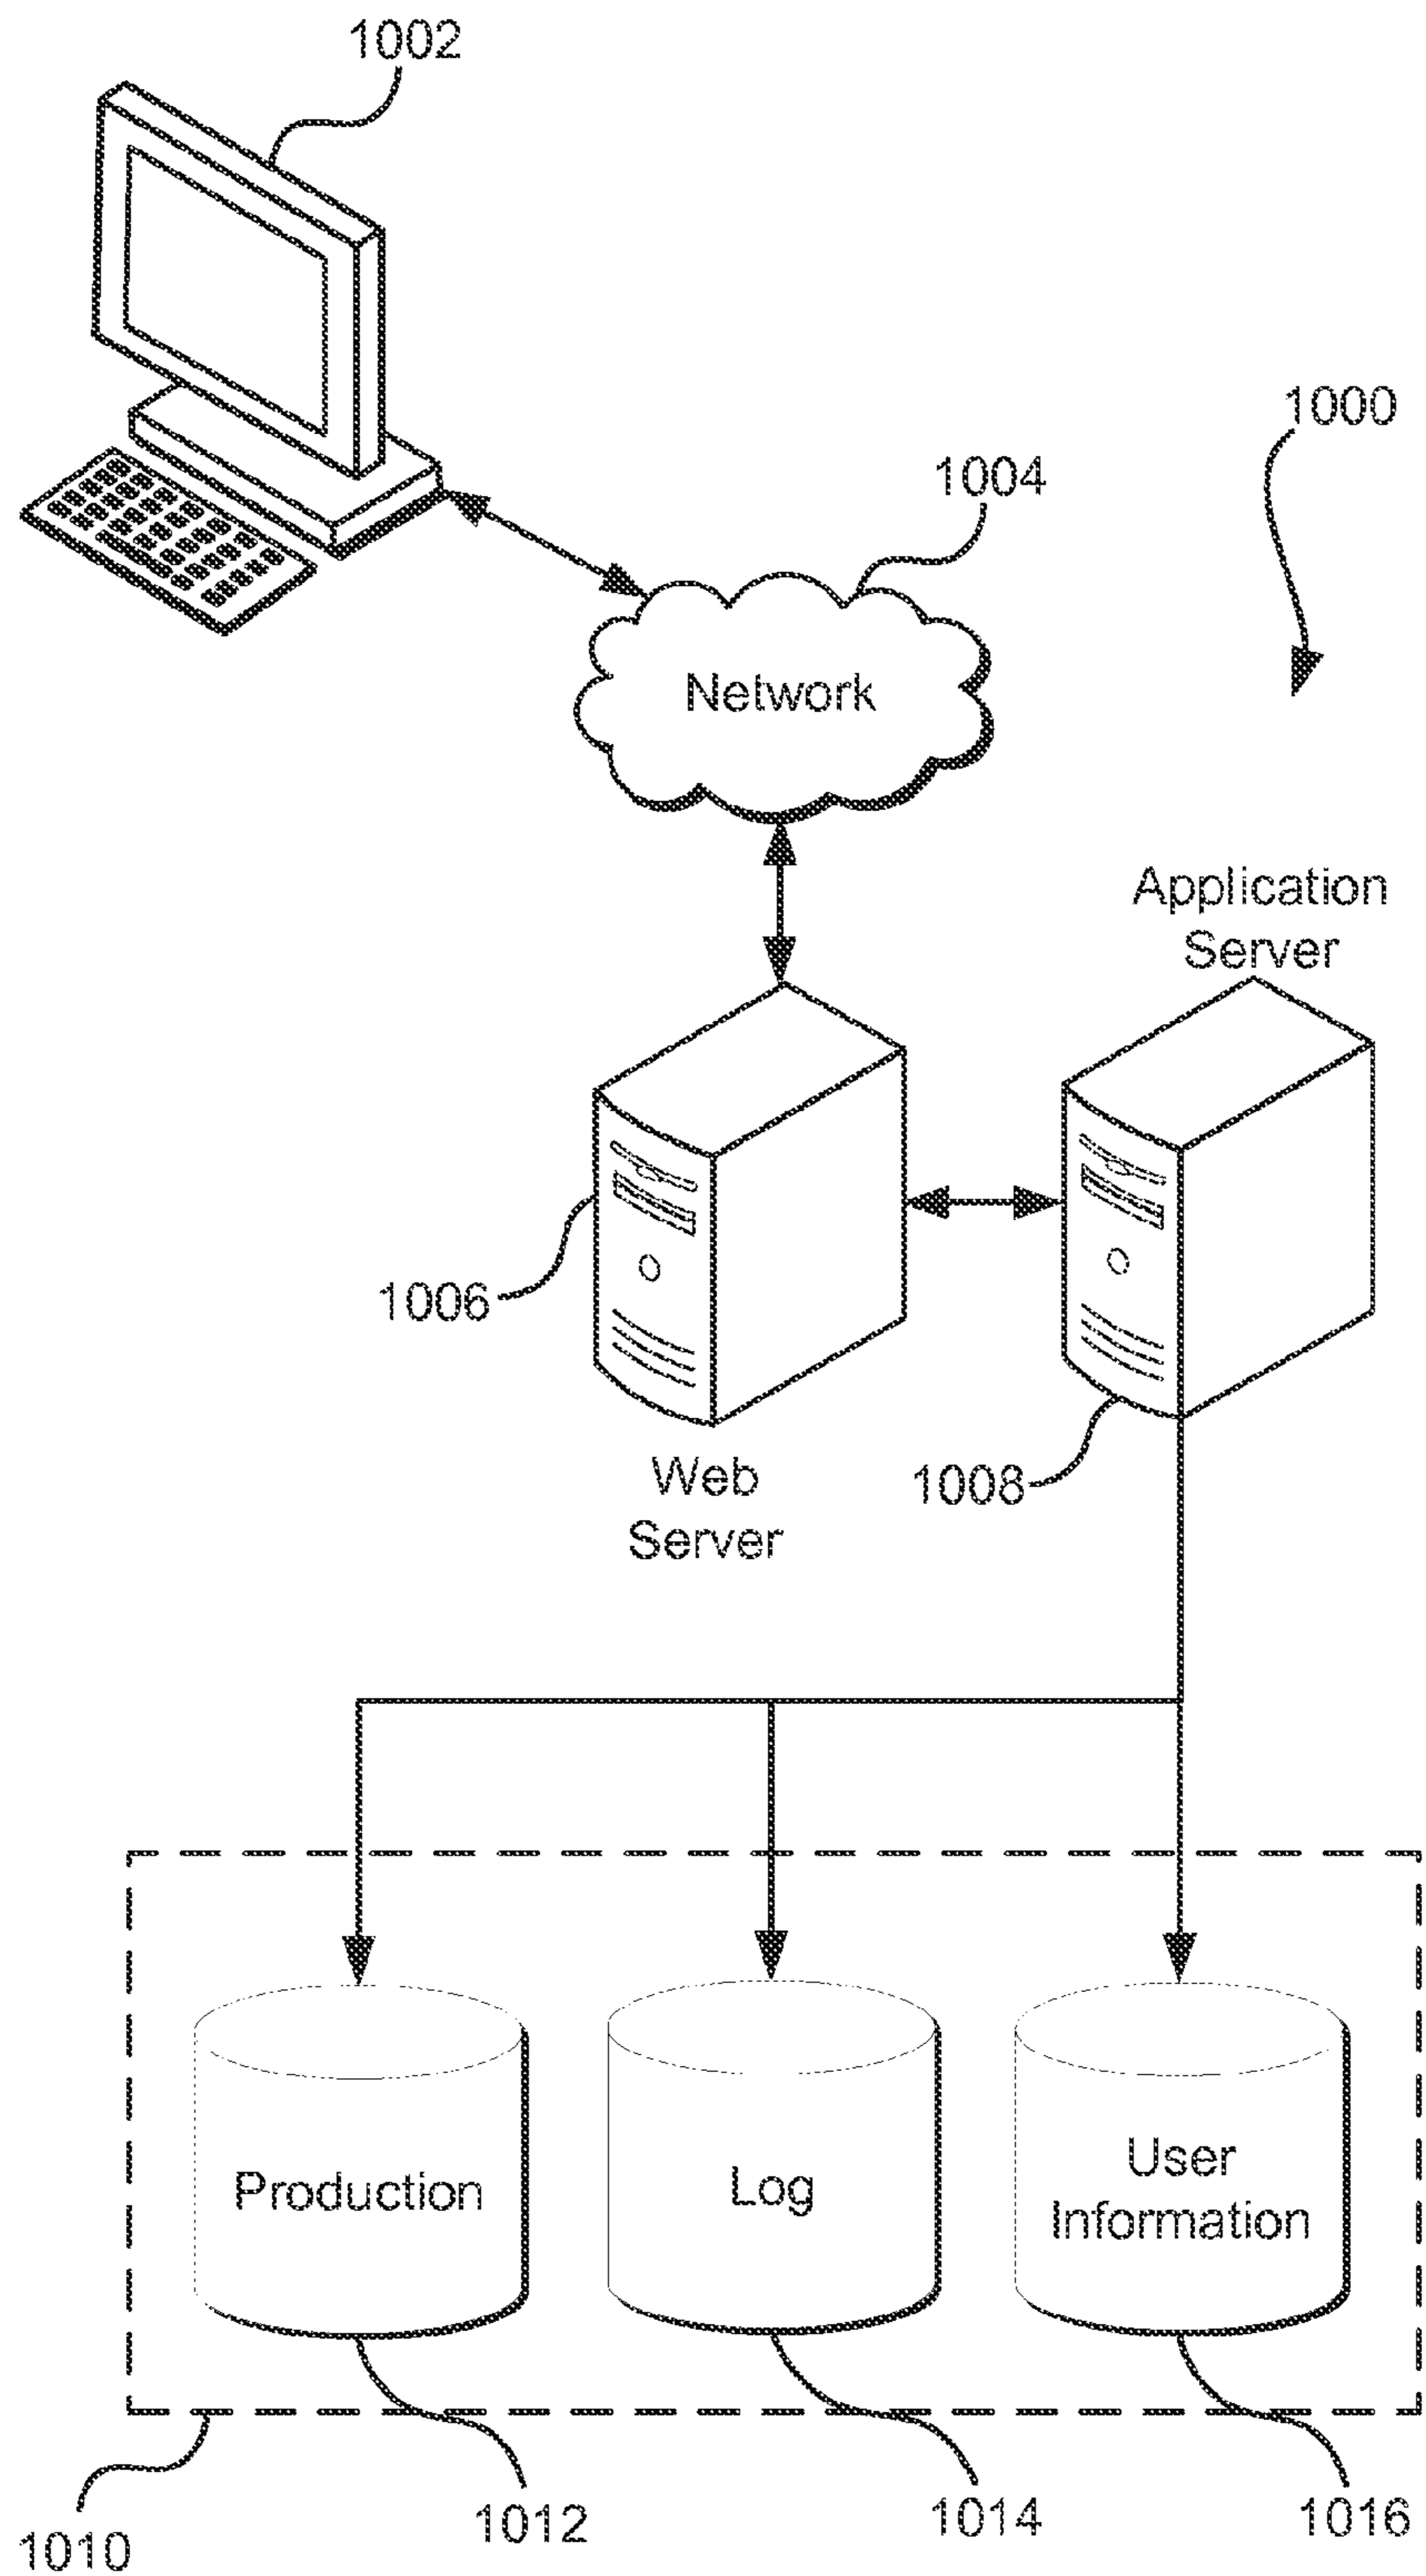 1002
1000
1004
Network
Application
Server
1006
Web
Server
1008
Production
Log
User
Information
1010
1012
1014
1016